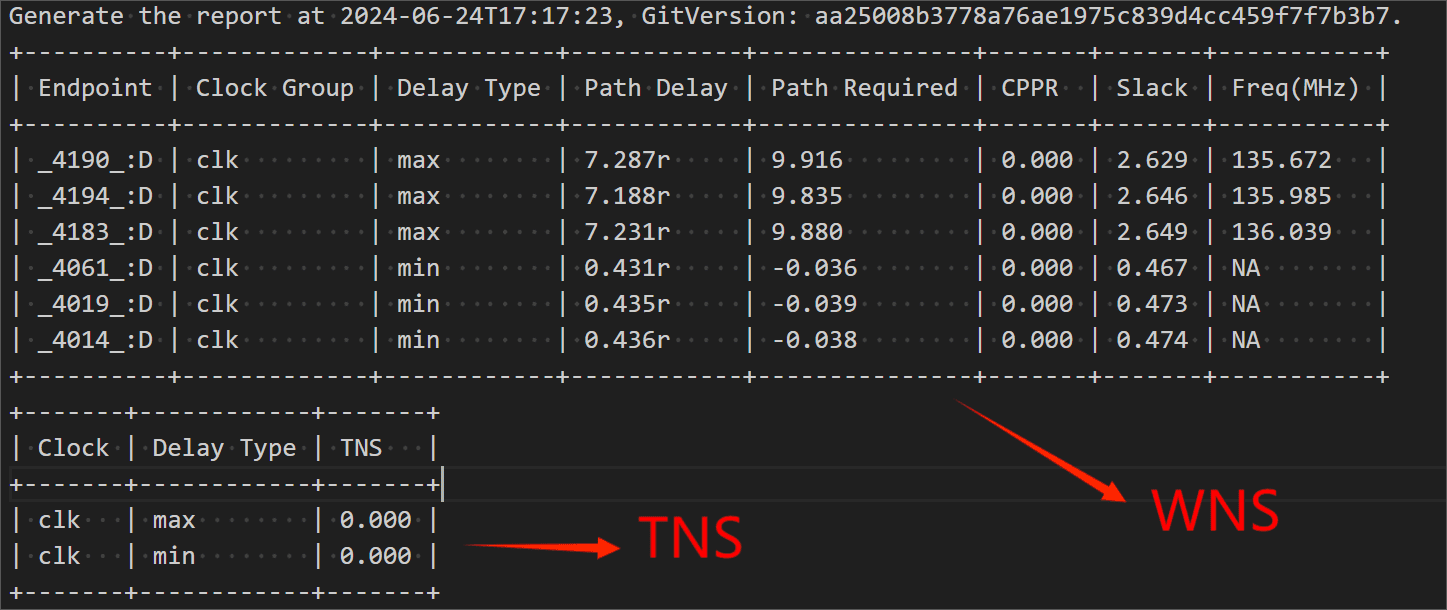 Generate the report at 2024-06-24T17:17:23, GitVersion: aa25008b3778a76ae1975c839d4cc459f7f7b3b7.
+----------+-------------+------------+------------+---------------+-------+-------+-----------+
| Endpoint | Clock Group | Delay Type | Path Delay | Path Required | CPPR  | Slack | Freq(MHz) |
+----------+-------------+------------+------------+---------------+-------+-------+-----------+
| _4190_:D | clk         | max        | 7.287r     | 9.916         | 0.000 | 2.629 | 135.672   |
| _4194_:D | clk         | max        | 7.188r     | 9.835         | 0.000 | 2.646 | 135.985   |
| _4183_:D | clk         | max        | 7.231r     | 9.880         | 0.000 | 2.649 | 136.039   |
| _4061_:D | clk         | min        | 0.431r     | -0.036        | 0.000 | 0.467 | NA        |
| _4019_:D | clk         | min        | 0.435r     | -0.039        | 0.000 | 0.473 | NA        |
| _4014_:D | clk         | min        | 0.436r     | -0.038        | 0.000 | 0.474 | NA        |
+----------+-------------+------------+------------+---------------+-------+-------+-----------+
+-------+------------+-------+
| Clock | Delay Type | TNS   |
+-------+------------+-------+
| clk   | max        | 0.000 |
| clk   | min        | 0.000 |
+-------+------------+-------+
WNS
TNS